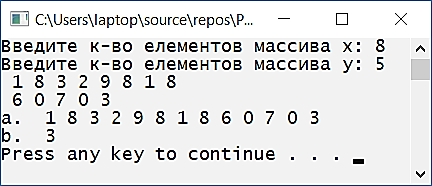 C:\Users\laptop\source\repos\P...
Введите к-во елементов массива x: 8
Введите к-во елементов массива y: 5
1 8 3 2 9 8 1 8
6 0 7 0 3
a. 1 8 3 2 9 8 1 8 6 0 7 0 3
b. 3
Press any key to continue . . .